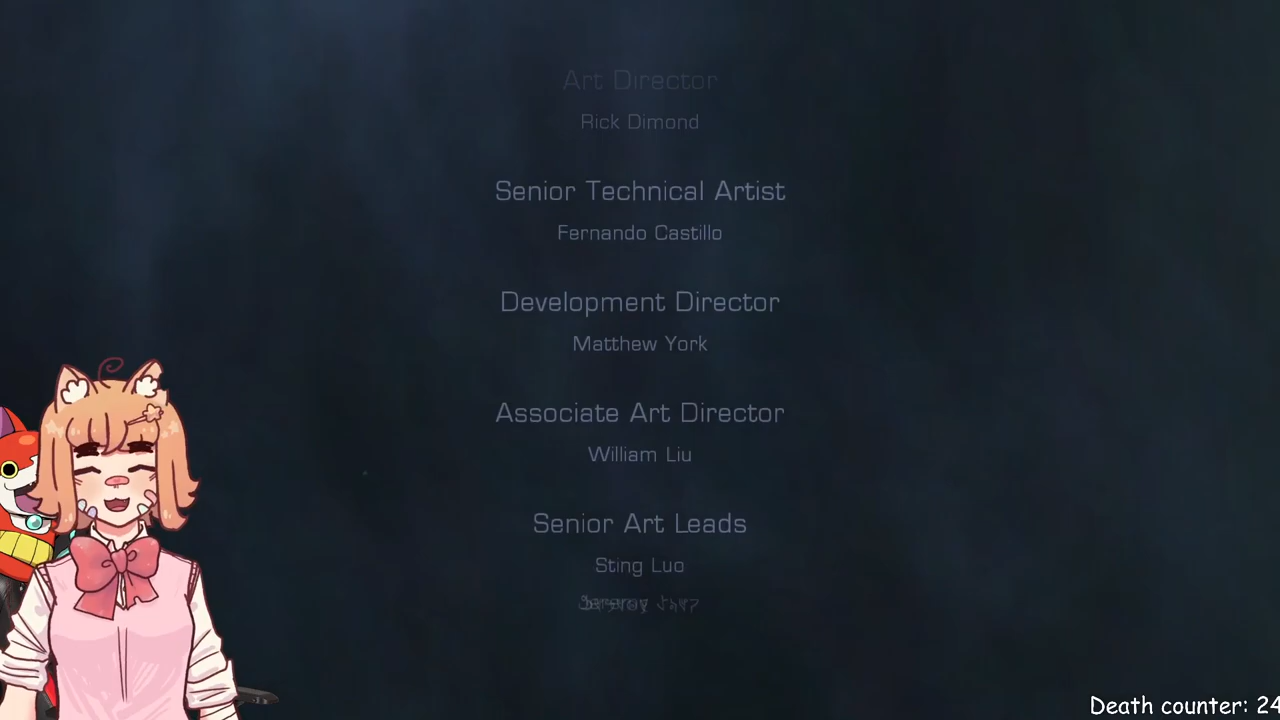 Art Director
Rick Dimond
Senior Technical Artist
Fernando Castillo
Development Director
Matthew York
Associate Art Director
William Liu
Senior Art Leads
Sting Luo
Death counter: 24